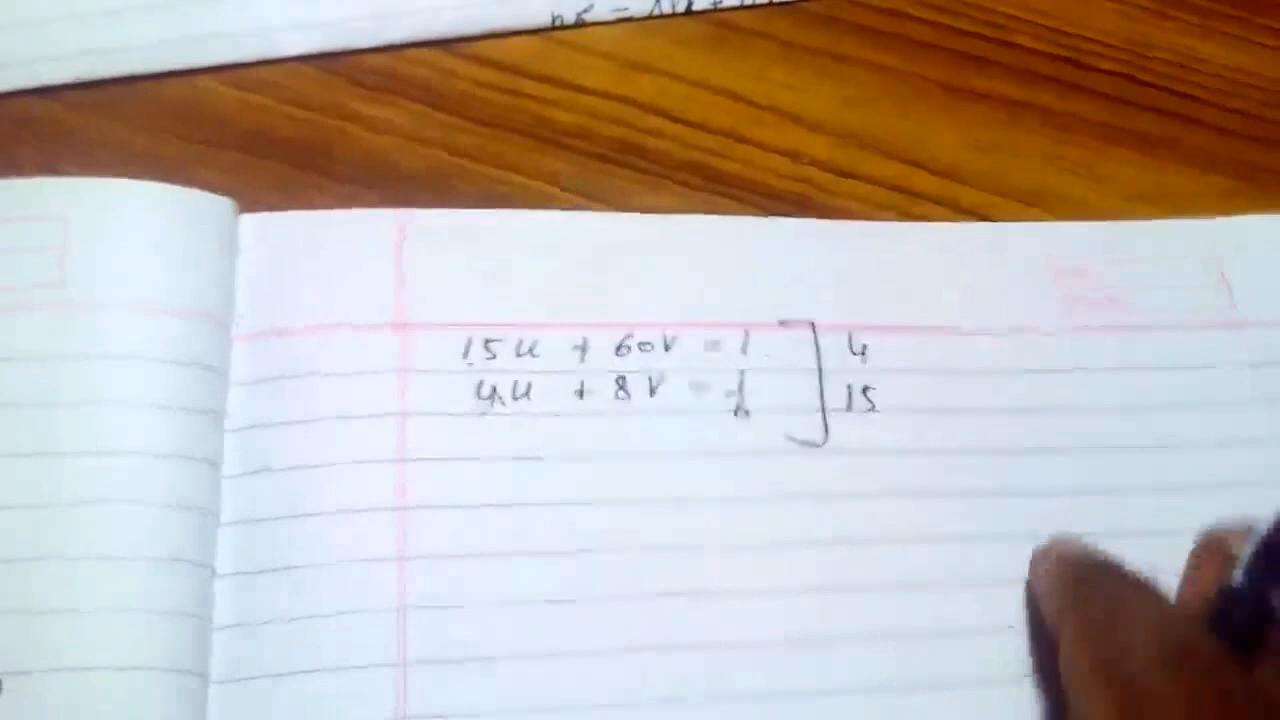 15u + 60v = 1 ] 4
4u + 8v = 1 ] 15